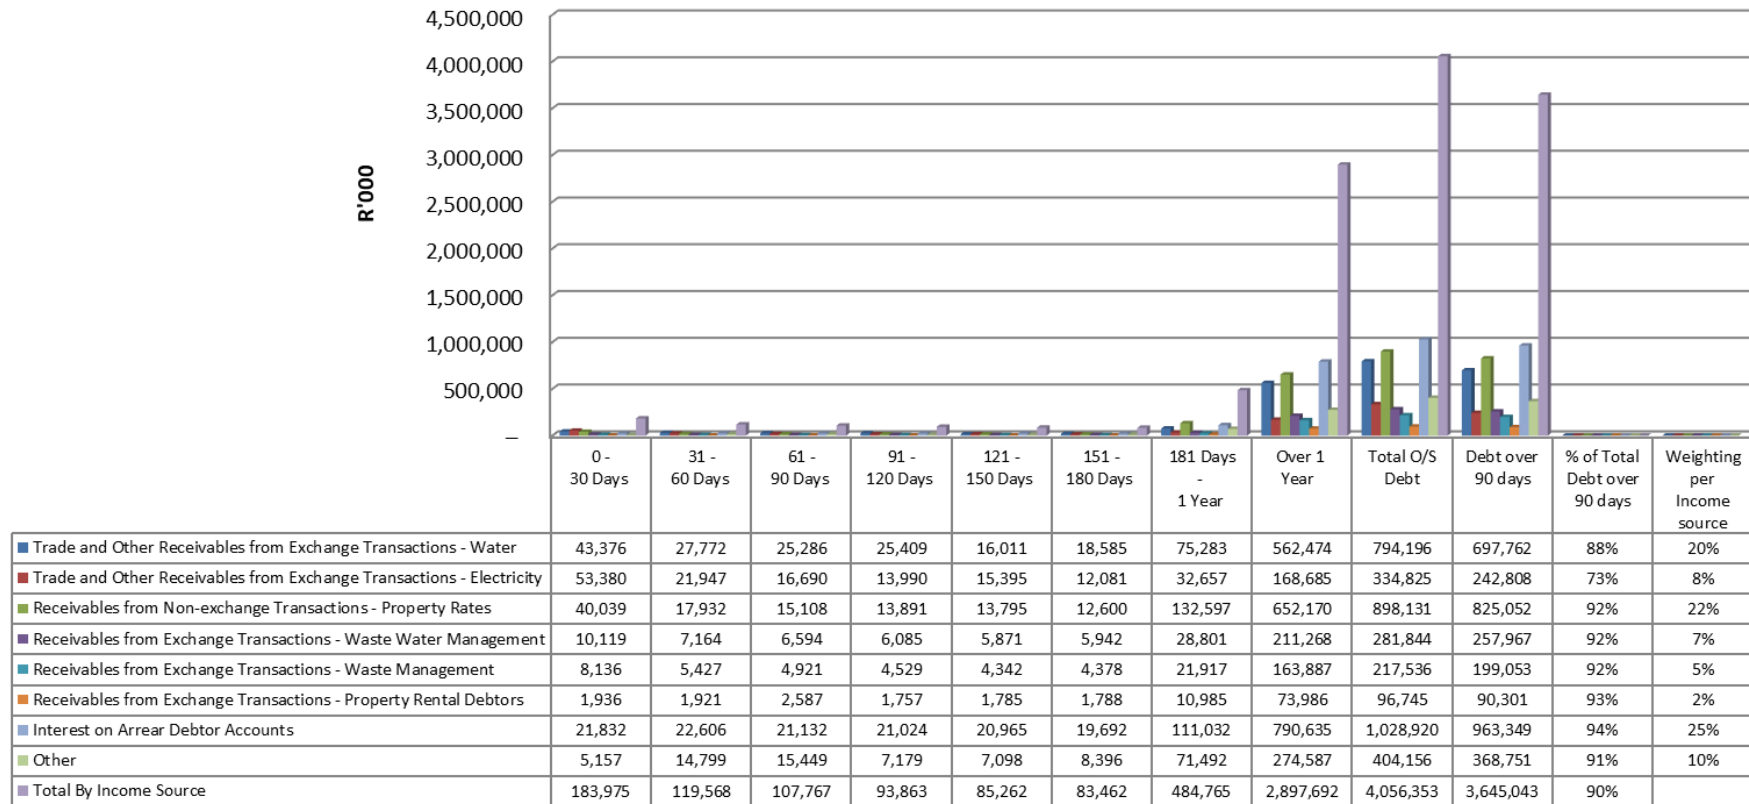 4,500,000
4,000,000
3,500,000
3,000,000
2,500,000
2,000,000
1,500,000
1,000,000
500,000
–
R'000
0 - 30 Days	31 - 60 Days	61 - 90 Days	91 - 120 Days	121 - 150 Days	151 - 180 Days	181 Days - 1 Year	Over 1 Year	Total O/S Debt	Debt over 90 days	% of Total Debt over 90 days	Weighting per Income source
Trade and Other Receivables from Exchange Transactions - Water	43,376	27,772	25,286	25,409	16,011	18,585	75,283	562,474	794,196	697,762	88%	20%
Trade and Other Receivables from Exchange Transactions - Electricity	53,380	21,947	16,690	13,990	15,395	12,081	32,657	168,685	334,825	242,808	73%	8%
Receivables from Non-exchange Transactions - Property Rates	40,039	17,932	15,108	13,891	13,795	12,600	132,597	652,170	898,131	825,052	92%	22%
Receivables from Exchange Transactions - Waste Water Management	10,119	7,164	6,594	6,085	5,871	5,942	28,801	211,268	281,844	257,967	92%	7%
Receivables from Exchange Transactions - Waste Management	8,136	5,427	4,921	4,529	4,342	4,378	21,917	163,887	217,536	199,053	92%	5%
Receivables from Exchange Transactions - Property Rental Debtors	1,936	1,921	2,587	1,757	1,785	1,788	10,985	73,986	96,745	90,301	93%	2%
Interest on Arrear Debtor Accounts	21,832	22,606	21,132	21,024	20,965	19,692	111,032	790,635	1,028,920	963,349	94%	25%
Other	5,157	14,799	15,449	7,179	7,098	8,396	71,492	274,587	404,156	368,751	91%	10%
Total By Income Source	183,975	119,568	107,767	93,863	85,262	83,462	484,765	2,897,692	4,056,353	3,645,043	90%